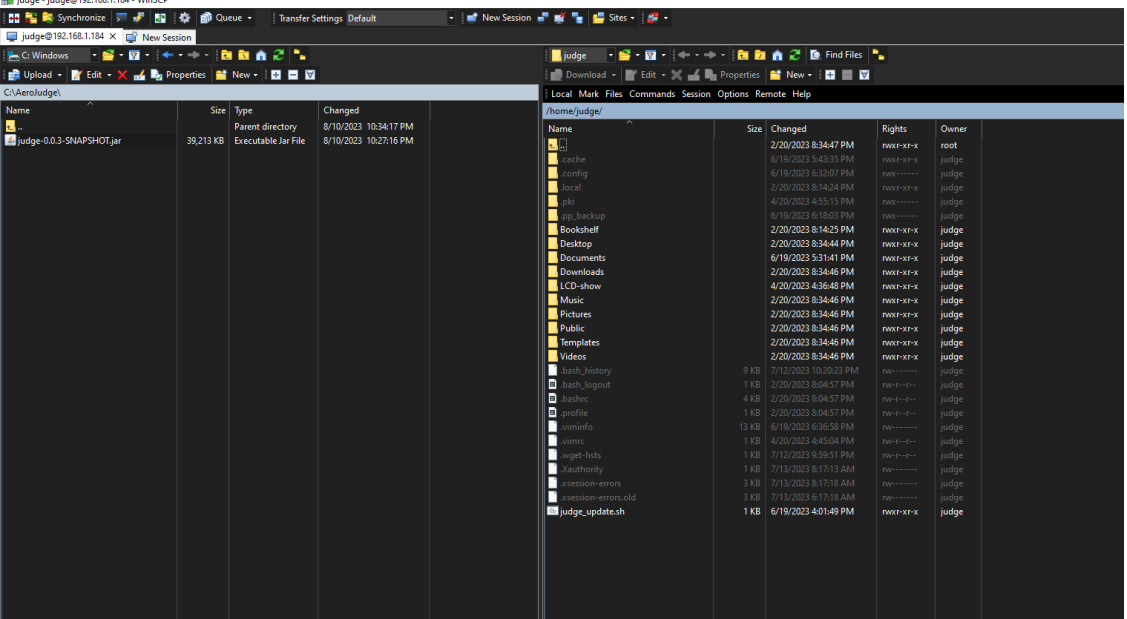 judge - judge@192.168.1.184 - WinSCP
Synchronize Queue Transfer Settings Default New Session Sites
judge@192.168.1.184 × New Session
C: Windows
Upload Edit Properties New
C:\AeroJudge\
Name Size Type Changed
.. Parent directory 8/10/2023 10:34:17 PM
judge-0.0.3-SNAPSHOT.jar 39,213 KB Executable Jar File 8/10/2023 10:27:16 PM
judge Find Files
Download Edit Properties New
Local Mark Files Commands Session Options Remote Help
/home/judge/
Name Size Changed Rights Owner
.. 2/20/2023 8:34:47 PM rwxr-xr-x root
.cache 6/19/2023 5:43:35 PM rwxr-xr-x judge
.config 6/19/2023 6:32:07 PM rwx------ judge
.local 2/20/2023 8:14:24 PM rwxr-xr-x judge
.pki 4/20/2023 4:55:15 PM rwx------ judge
.pp_backup 6/19/2023 6:18:03 PM rwx------ judge
Bookshelf 2/20/2023 8:14:25 PM rwxr-xr-x judge
Desktop 2/20/2023 8:34:44 PM rwxr-xr-x judge
Documents 6/19/2023 5:31:41 PM rwxr-xr-x judge
Downloads 2/20/2023 8:34:46 PM rwxr-xr-x judge
LCD-show 4/20/2023 4:36:48 PM rwxr-xr-x judge
Music 2/20/2023 8:34:46 PM rwxr-xr-x judge
Pictures 2/20/2023 8:34:46 PM rwxr-xr-x judge
Public 2/20/2023 8:34:46 PM rwxr-xr-x judge
Templates 2/20/2023 8:34:46 PM rwxr-xr-x judge
Videos 2/20/2023 8:34:46 PM rwxr-xr-x judge
.bash_history 9 KB 7/12/2023 10:20:23 PM rw------- judge
.bash_logout 1 KB 2/20/2023 8:04:57 PM rw-r--r-- judge
.bashrc 4 KB 2/20/2023 8:04:57 PM rw-r--r-- judge
.profile 1 KB 2/20/2023 8:04:57 PM rw-r--r-- judge
.viminfo 13 KB 6/19/2023 6:36:58 PM rw------- judge
.vimrc 1 KB 4/20/2023 4:45:04 PM rw-r--r-- judge
.wget-hsts 1 KB 7/12/2023 9:59:51 PM rw-r--r-- judge
.Xauthority 1 KB 7/13/2023 8:17:13 AM rw------- judge
.xsession-errors 3 KB 7/13/2023 8:17:18 AM rw------- judge
.xsession-errors.old 3 KB 7/13/2023 6:17:18 AM rw------- judge
judge_update.sh 1 KB 6/19/2023 4:01:49 PM rwxr-xr-x judge